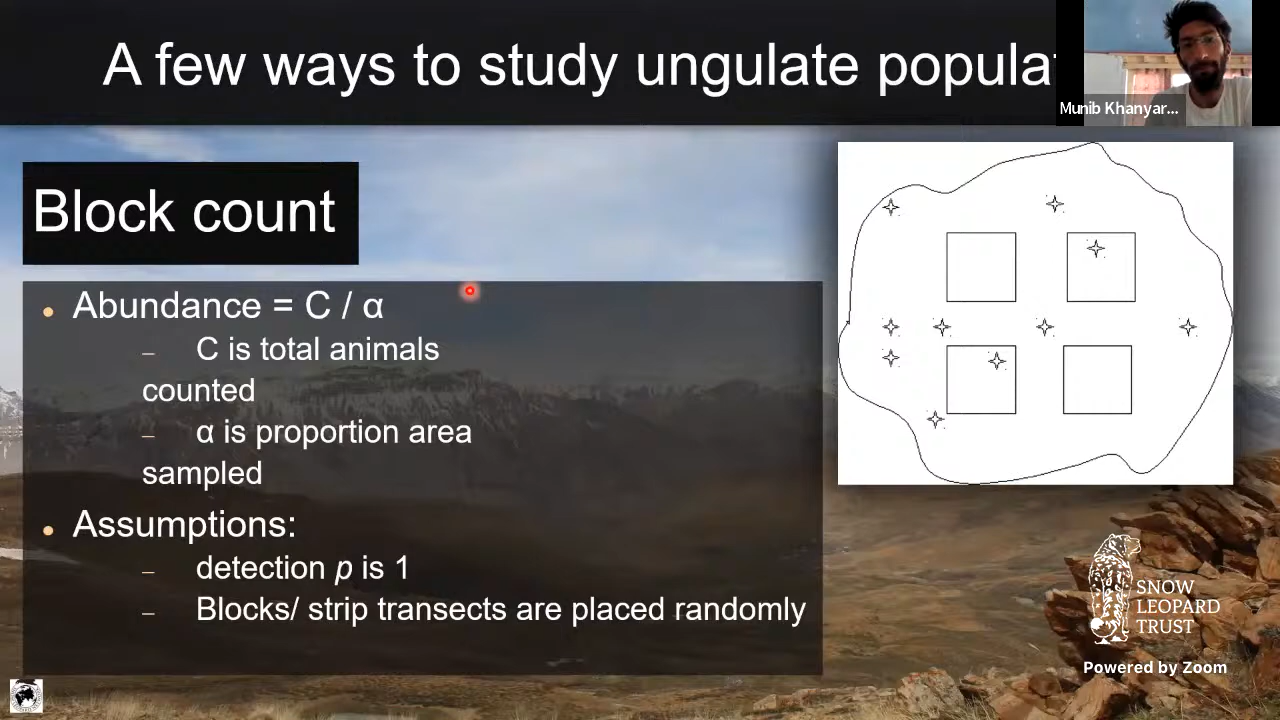 A few ways to study ungulate populat
Munib Khanyar...
Block count
• Abundance = C / α
– C is total animals
counted
– α is proportion area
sampled
• Assumptions:
– detection p is 1
– Blocks/ strip transects are placed randomly
SNOW
LEOPARD
TRUST
Powered by Zoom